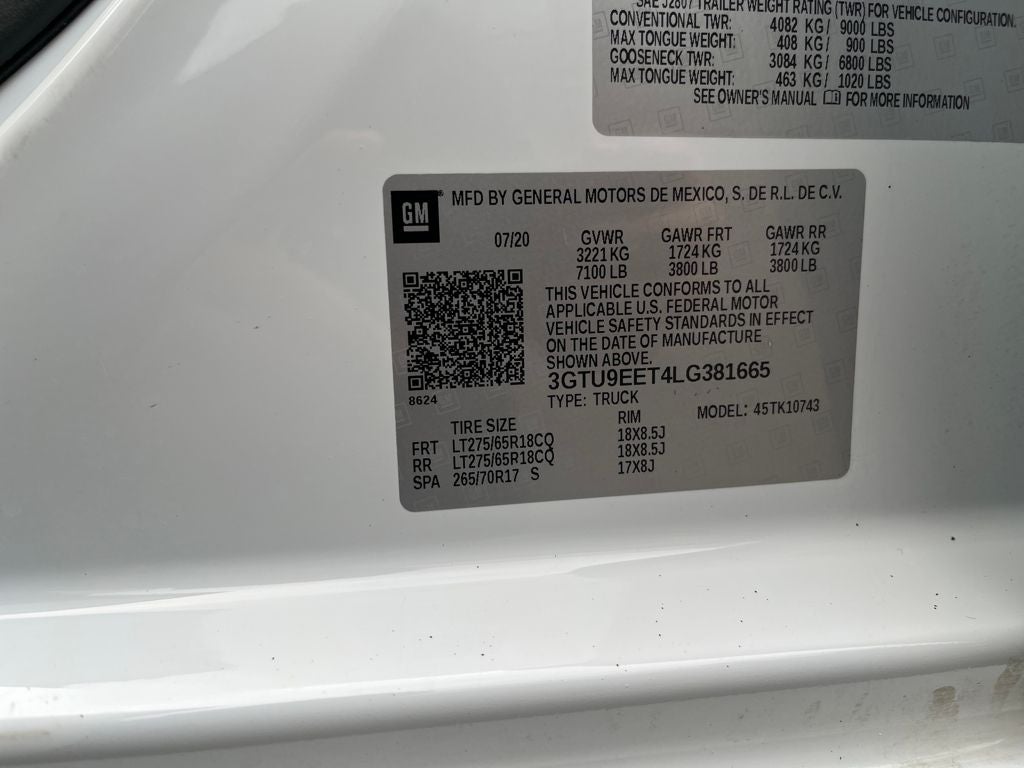 SAE J2807 TRAILER WEIGHT RATING (TWR) FOR VEHICLE CONFIGURATION.
CONVENTIONAL TWR: 4082 KG/ 9000 LBS
MAX TONGUE WEIGHT: 408 KG/ 900 LBS
GOOSENECK TWR: 3084 KG/ 6800 LBS
MAX TONGUE WEIGHT: 463 KG/ 1020 LBS
SEE OWNER'S MANUAL FOR MORE INFORMATION
GM® MFD BY GENERAL MOTORS DE MEXICO, S. DE R.L. DE C.V.
07/20 GVWR GAWR FRT GAWR RR
3221 KG 1724 KG 1724 KG
7100 LB 3800 LB 3800 LB
THIS VEHICLE CONFORMS TO ALL
APPLICABLE U.S. FEDERAL MOTOR
VEHICLE SAFETY STANDARDS IN EFFECT
ON THE DATE OF MANUFACTURE
SHOWN ABOVE.
3GTU9EET4LG381665
8624
TYPE: TRUCK MODEL: 45TK10743
TIRE SIZE RIM
FRT LT275/65R18CQ 18X8.5J
RR LT275/65R18CQ 18X8.5J
SPA 265/70R17 S 17X8J